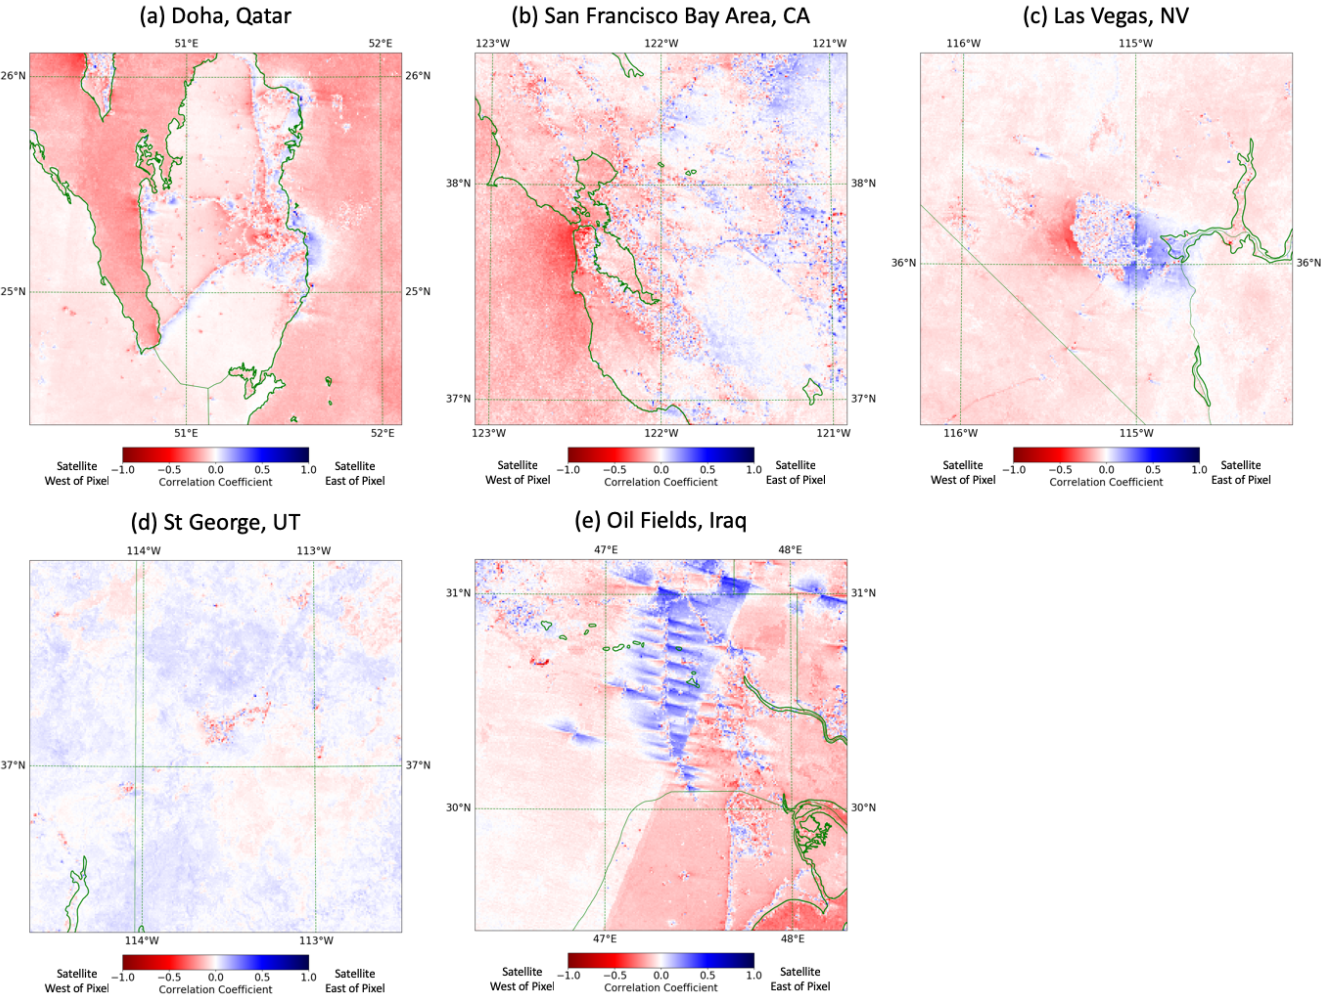 (a) Doha, Qatar
51°E 52°E
26°N 26°N
25°N 25°N
51°E 52°E
Satellite West of Pixel
−1.0 −0.5 0.0 0.5 1.0
Correlation Coefficient
Satellite East of Pixel
(b) San Francisco Bay Area, CA
123°W 122°W 121°W
38°N 38°N
37°N 37°N
123°W 122°W 121°W
Satellite West of Pixel
−1.0 −0.5 0.0 0.5 1.0
Correlation Coefficient
Satellite East of Pixel
(c) Las Vegas, NV
116°W 115°W
36°N 36°N
116°W 115°W
Satellite West of Pixel
−1.0 −0.5 0.0 0.5 1.0
Correlation Coefficient
Satellite East of Pixel
(d) St George, UT
114°W 113°W
37°N 37°N
114°W 113°W
Satellite West of Pixel
−1.0 −0.5 0.0 0.5 1.0
Correlation Coefficient
Satellite East of Pixel
(e) Oil Fields, Iraq
47°E 48°E
31°N 31°N
30°N 30°N
47°E 48°E
Satellite West of Pixel
−1.0 −0.5 0.0 0.5 1.0
Correlation Coefficient
Satellite East of Pixel